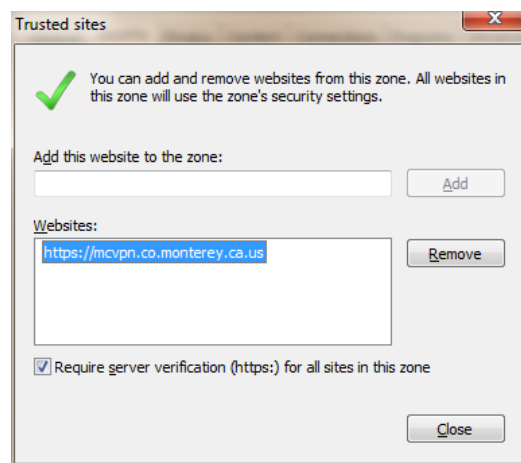 Trusted sites
You can add and remove websites from this zone. All websites in
this zone will use the zone's security settings.
Add this website to the zone:
Add
Websites:
https://mcvpn.co.monterey.ca.us
Remove
Require server verification (https:) for all sites in this zone
Close